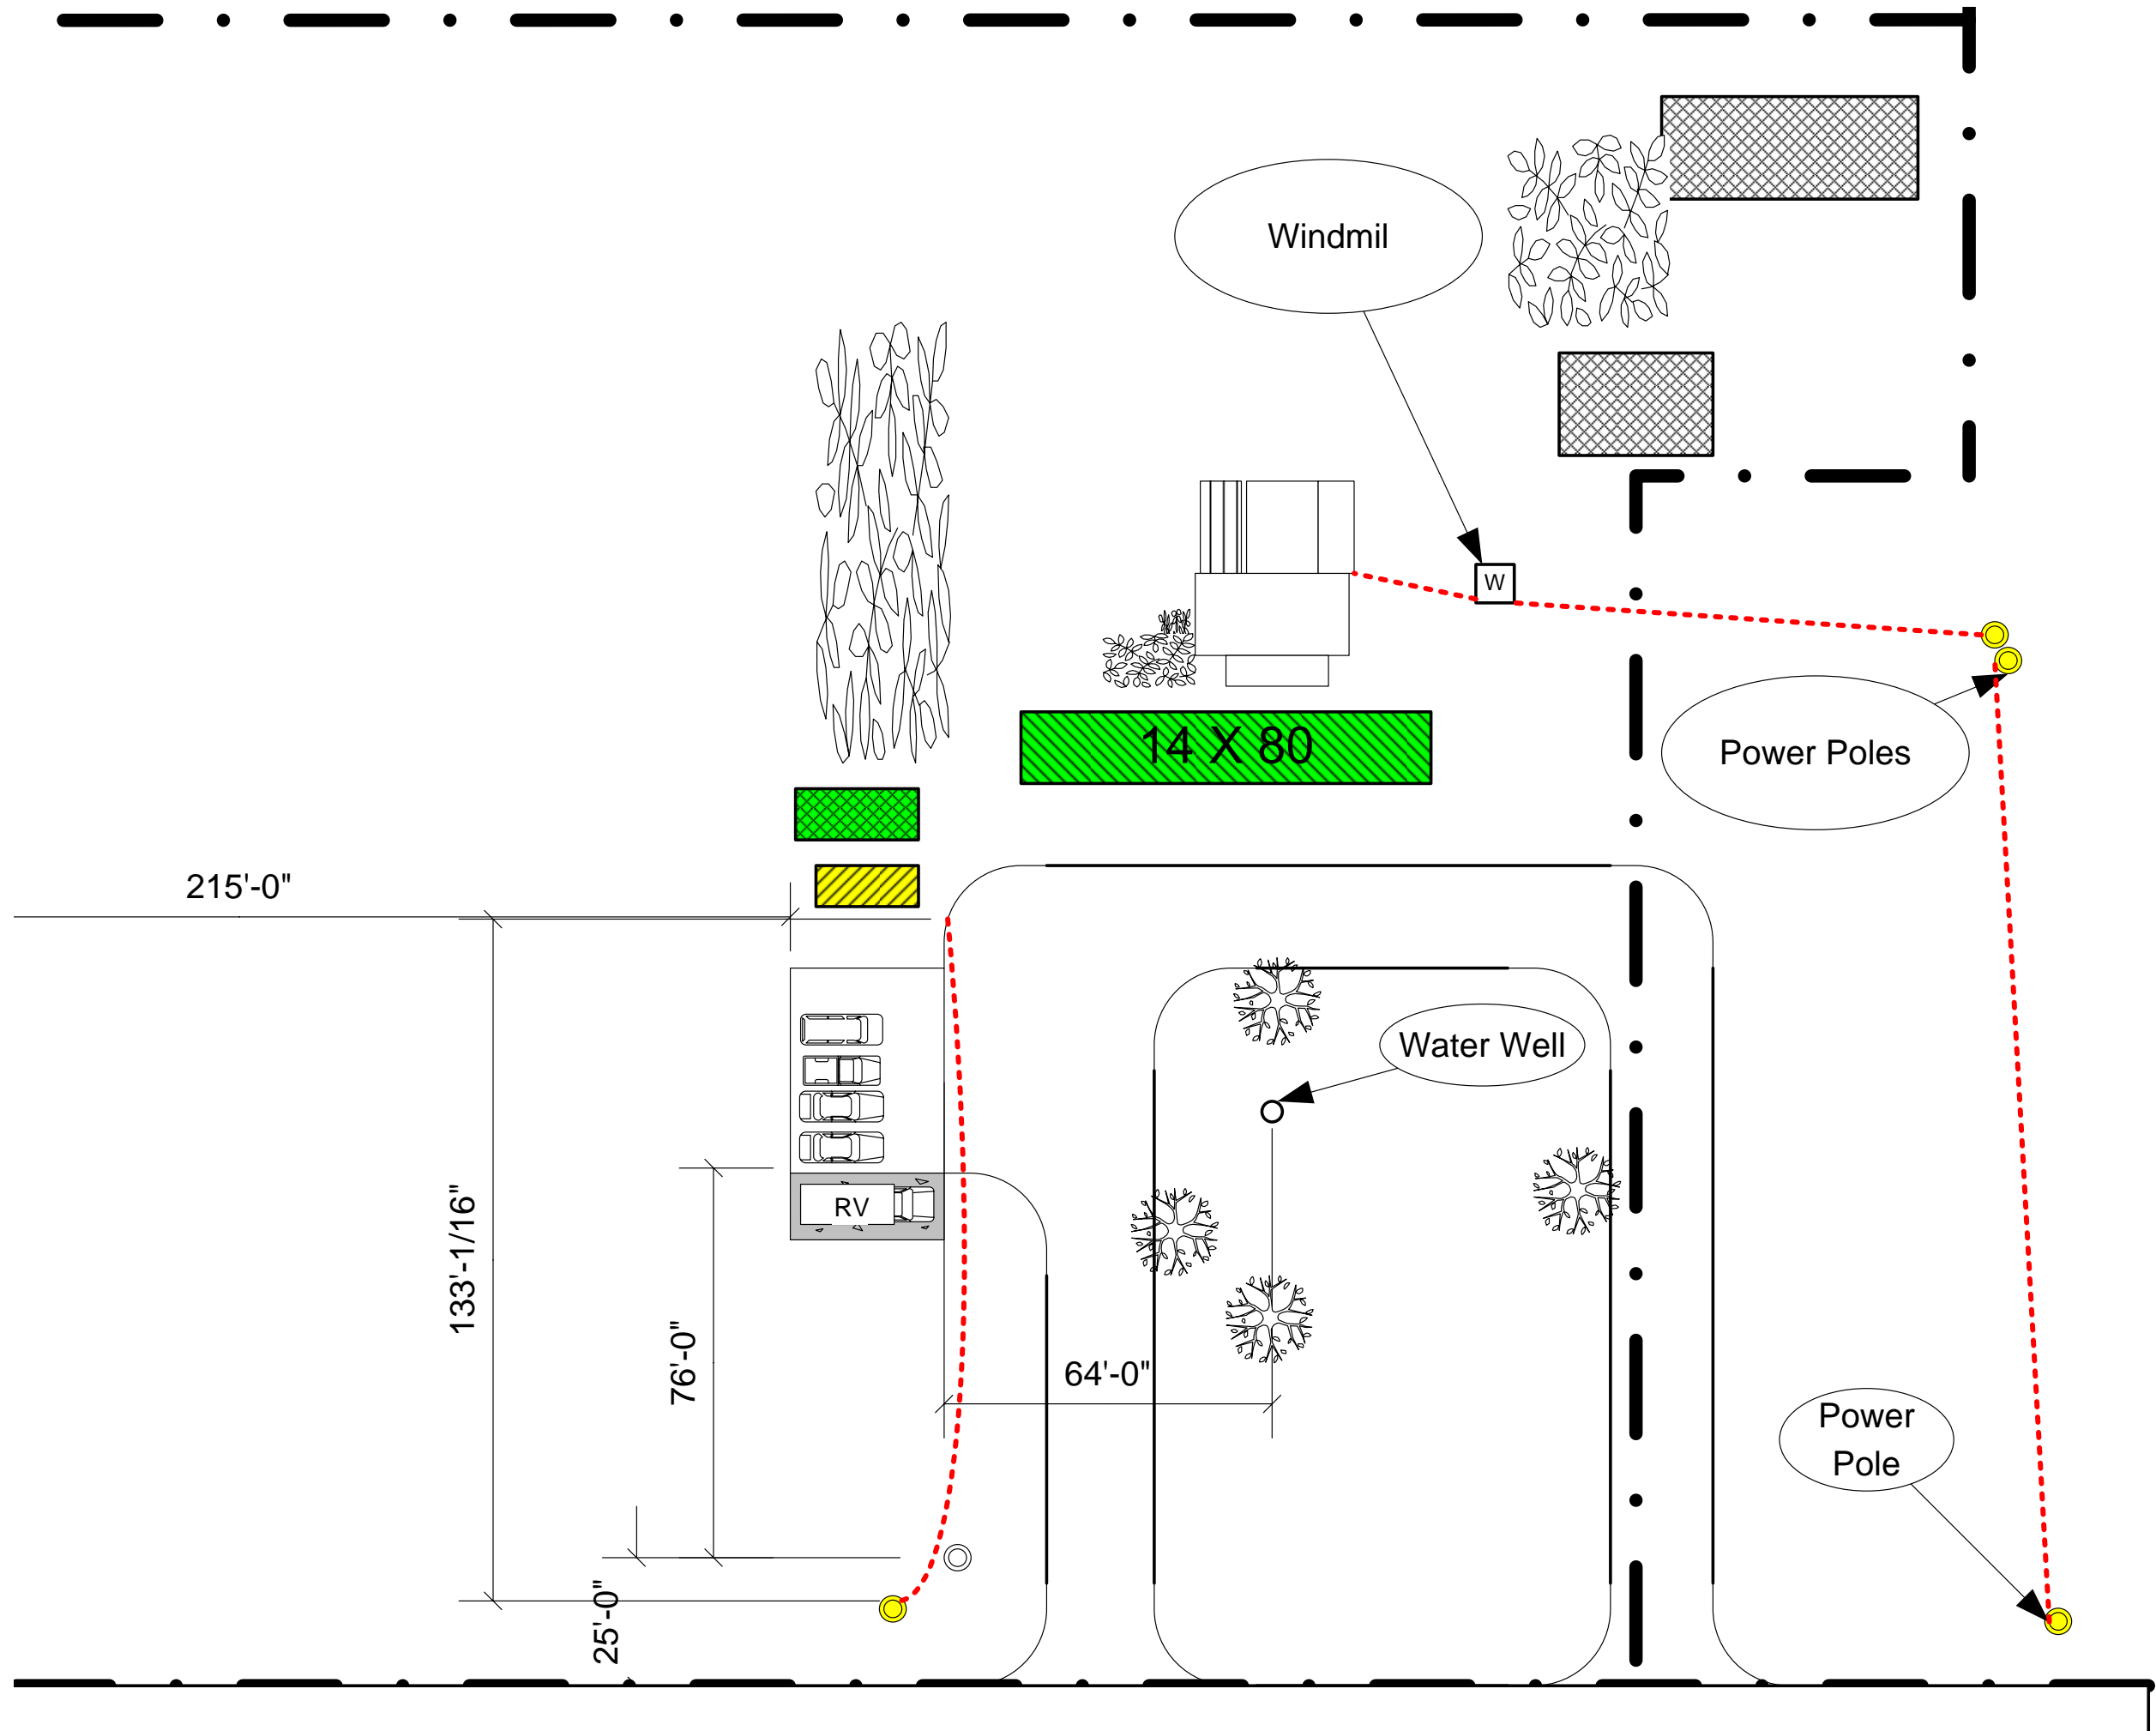 Windmil
W
Power Poles
14 X 80
215'-0"
Water Well
133'-1/16"
RV
76'-0"
64'-0"
Power
Pole
25'-0"